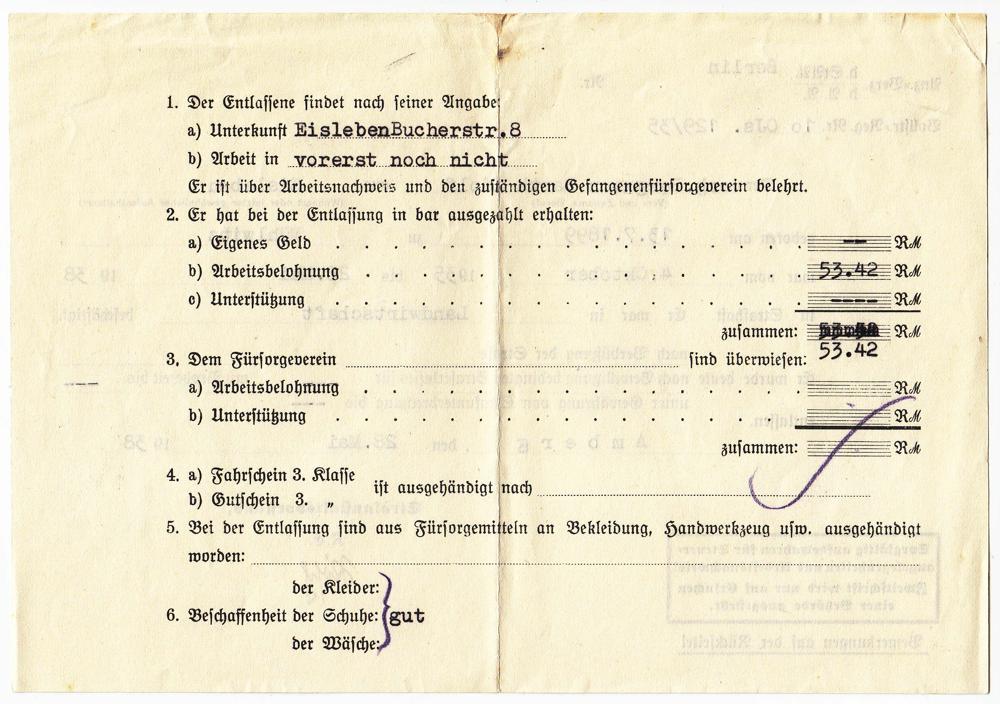 1. Der Entlassene findet nach seiner Angabe:
a) Unterkunft EislebenBucherstr.8
b) Arbeit in vorerst noch nicht
Er ist über Arbeitsnachweis und den zuständigen Gefangenenfürsorgeverein belehrt.
2. Er hat bei der Entlassung in bar ausgezahlt erhalten:
a) Eigenes Geld . . . . . . . . . . . . . . . -- RM
b) Arbeitsbelohnung . . . . . . . . . . . . . . 53.42 RM
c) Unterstützung . . . . . . . . . . . . . . . ---- RM
zusammen: RM
53.42
3, Dem Fürsorgeverein sind überwiesen:
a) Arbeitsbelohnung . . . . . . . . . . . . . . RM
b) Unterstützung . . . . . . . . . . . . . . . RM
zusammen: RM
4. a) Fahrschein 3. Klasse
b) Gutschein 3. "
ist ausgehändigt nach
5. Bei der Entlassung sind aus Fürsorgemitteln an Bekleidung, Handwerkzeug usw. ausgehändigt
worden:
der Kleider:
6. Beschaffenheit der Schuhe: gut
der Wäsche: